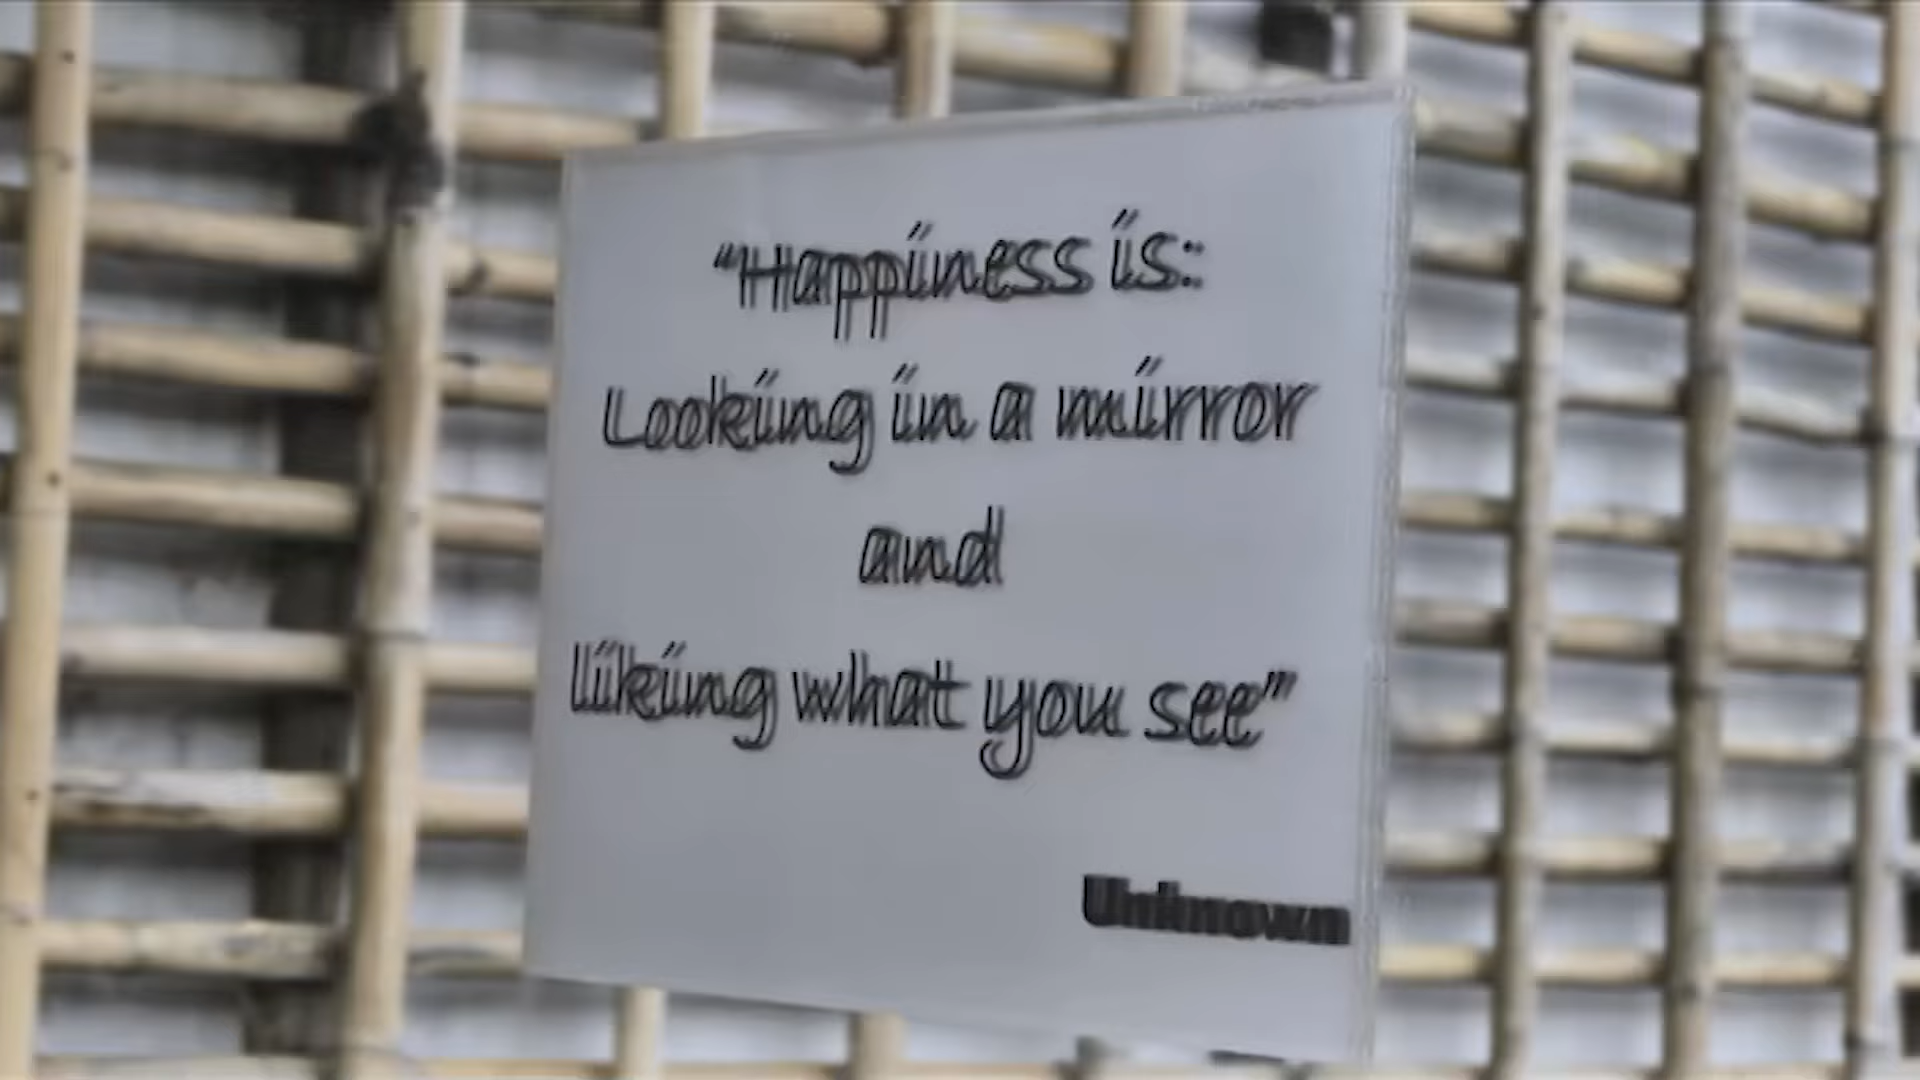 "Happiness is:
Looking in a mirror
and
liking what you see"
Unknown